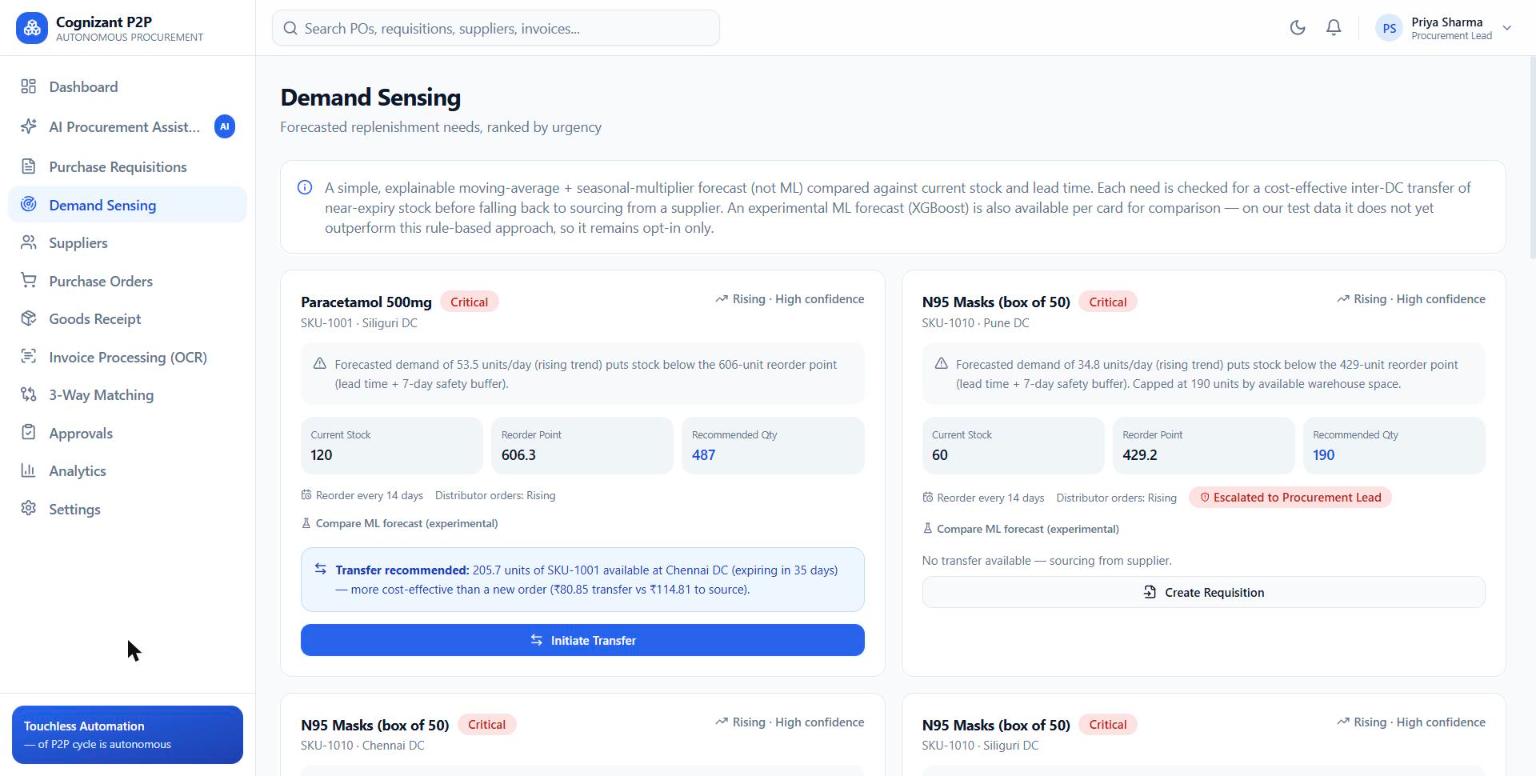 Cognizant P2P
AUTONOMOUS PROCUREMENT
Search POs, requisitions, suppliers, invoices...
PS
Priya Sharma
Procurement Lead
Dashboard
AI Procurement Assist...
AI
Purchase Requisitions
Demand Sensing
Suppliers
Purchase Orders
Goods Receipt
Invoice Processing (OCR)
3-Way Matching
Approvals
Analytics
Settings
Touchless Automation
— of P2P cycle is autonomous
Demand Sensing
Forecasted replenishment needs, ranked by urgency
A simple, explainable moving-average + seasonal-multiplier forecast (not ML) compared against current stock and lead time. Each need is checked for a cost-effective inter-DC transfer of
near-expiry stock before falling back to sourcing from a supplier. An experimental ML forecast (XGBoost) is also available per card for comparison — on our test data it does not yet
outperform this rule-based approach, so it remains opt-in only.
Paracetamol 500mg Critical
Rising · High confidence
SKU-1001 · Siliguri DC
Forecasted demand of 53.5 units/day (rising trend) puts stock below the 606-unit reorder point
(lead time + 7-day safety buffer).
Current Stock
120
Reorder Point
606.3
Recommended Qty
487
Reorder every 14 days Distributor orders: Rising
Compare ML forecast (experimental)
Transfer recommended: 205.7 units of SKU-1001 available at Chennai DC (expiring in 35 days)
— more cost-effective than a new order (₹80.85 transfer vs ₹114.81 to source).
Initiate Transfer
N95 Masks (box of 50) Critical
Rising · High confidence
SKU-1010 · Pune DC
Forecasted demand of 34.8 units/day (rising trend) puts stock below the 429-unit reorder point
(lead time + 7-day safety buffer). Capped at 190 units by available warehouse space.
Current Stock
60
Reorder Point
429.2
Recommended Qty
190
Reorder every 14 days Distributor orders: Rising Escalated to Procurement Lead
Compare ML forecast (experimental)
No transfer available — sourcing from supplier.
Create Requisition
N95 Masks (box of 50) Critical
Rising · High confidence
SKU-1010 · Chennai DC
N95 Masks (box of 50) Critical
Rising · High confidence
SKU-1010 · Siliguri DC